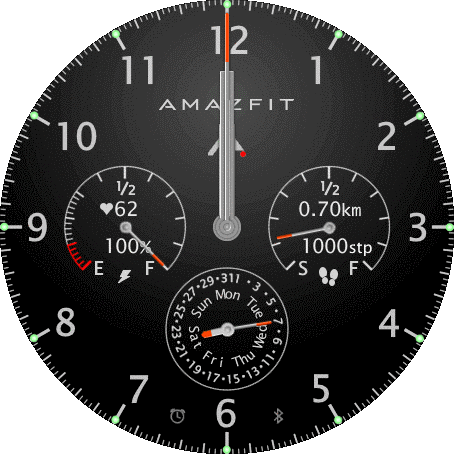 12
11
1
AMAZFIT
10
2
½
♥62
100%
E F
½
0.70km
1000stp
S F
9
3
1 • 3 • 5 • 7 • 9 • 11 • 13 • 15 • 17 • 19 • 21 • 23 • 25 • 27 • 29 • 31
Sun Mon Tue Wed Thu Fri Sat
8
4
7
5
6